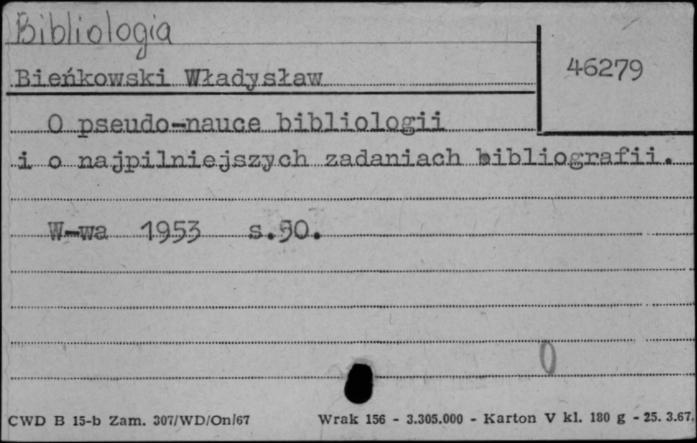 Bibliologia
46279
Bieńkowski Władysław
O pseudo-nauce bibliologii
i o najpilniejszych zadaniach bibliografii.
W-wa 1953 s.50.
0
CWD B 15-b Zam. 307/WD/On/67 Wrak 156 - 3.305.000 - Karton V kl. 180 g - 25. 3.67.